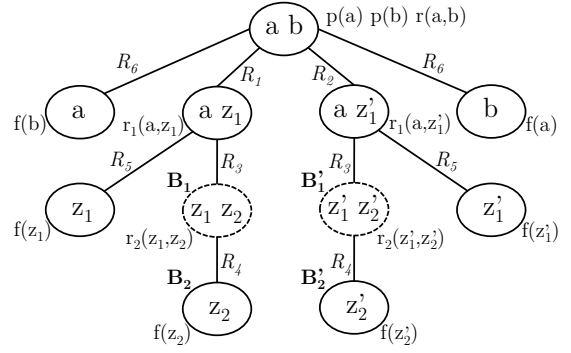 a b p(a) p(b) r(a,b)
R₆ R₁ R₂ R₆
a a z₁ a z'₁ b
f(b) r₁(a,z₁) r₁(a,z'₁) f(a)
R₅ R₃ R₃ R₅
B₁ B'₁
z₁ z₁ z₂ z'₁ z'₂ z'₁
f(z₁) r₂(z₁,z₂) r₂(z'₁,z'₂) f(z'₁)
R₄ R₄
B₂ B'₂
z₂ z'₂
f(z₂) f(z'₂)